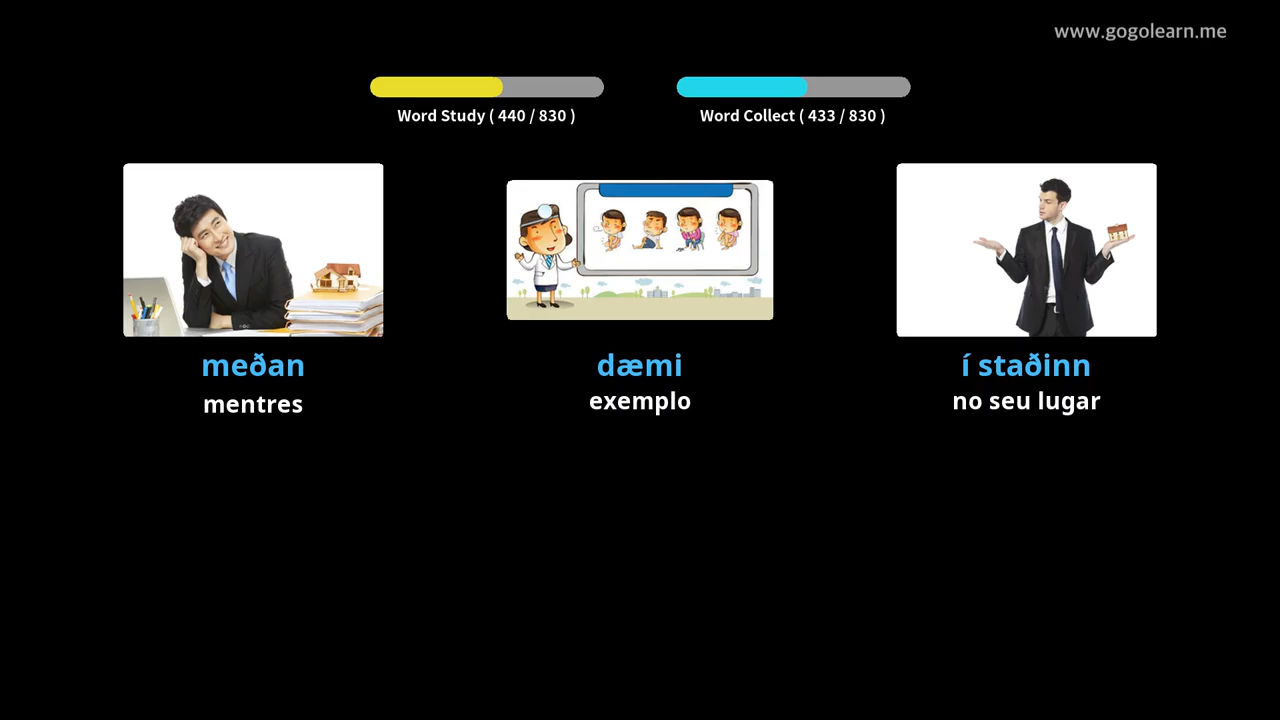 www.gogolearn.me
Word Study ( 440 / 830 )
Word Collect ( 433 / 830 )
meðan
mentres
dæmi
exemplo
í staðinn
no seu lugar